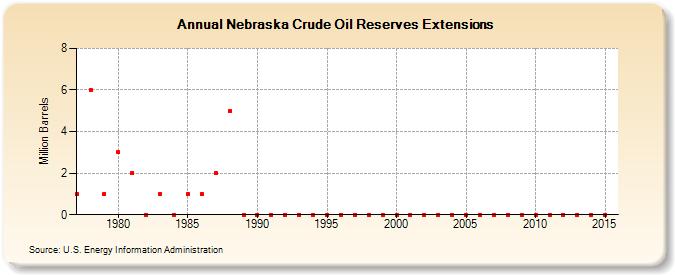 Annual Nebraska Crude Oil Reserves Extensions
Million Barrels
8
6
4
2
0
1980 1985 1990 1995 2000 2005 2010 2015
Source: U.S. Energy Information Administration